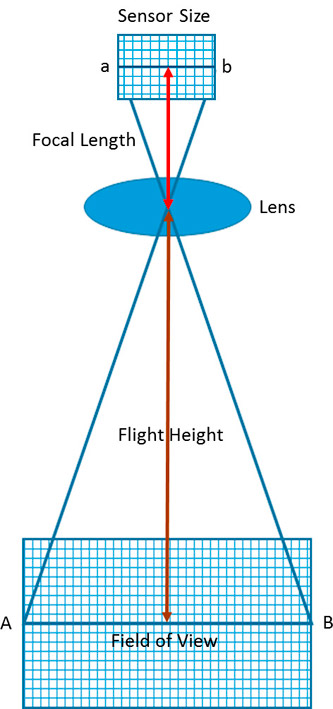 Sensor Size
a
b
Focal Length
Lens
Flight Height
A
B
Field of View